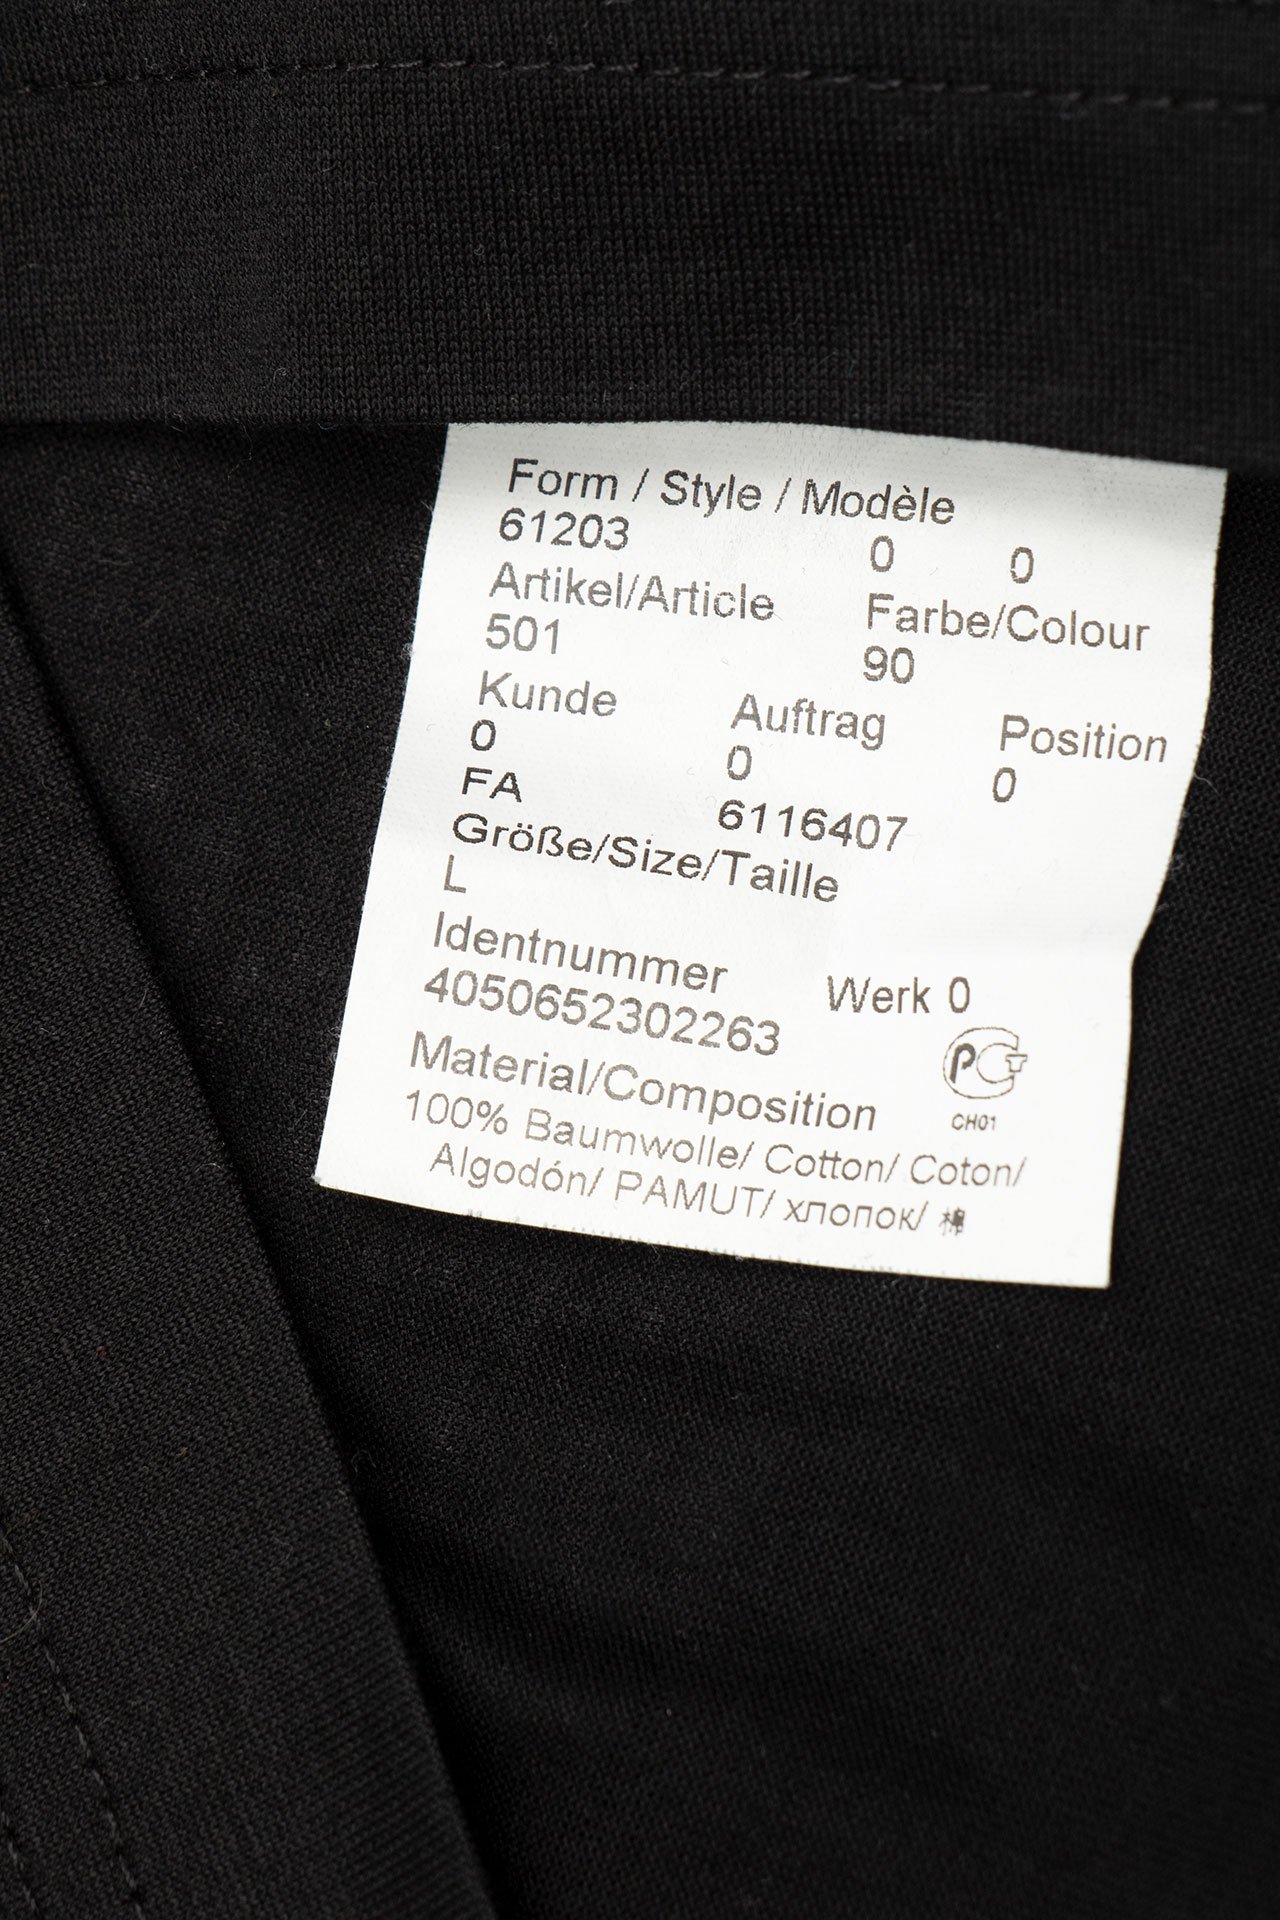 Form / Style / Modèle
61203 0 0
Artikel/Article Farbe/Colour
501 90
Kunde Auftrag Position
0 0 0
FA 6116407
Größe/Size/Taille
L
Identnummer Werk 0
4050652302263
Material/Composition
CH01
100% Baumwolle/ Cotton/ Coton/
Algodón/ PAMUT/ хлопок/ 棉